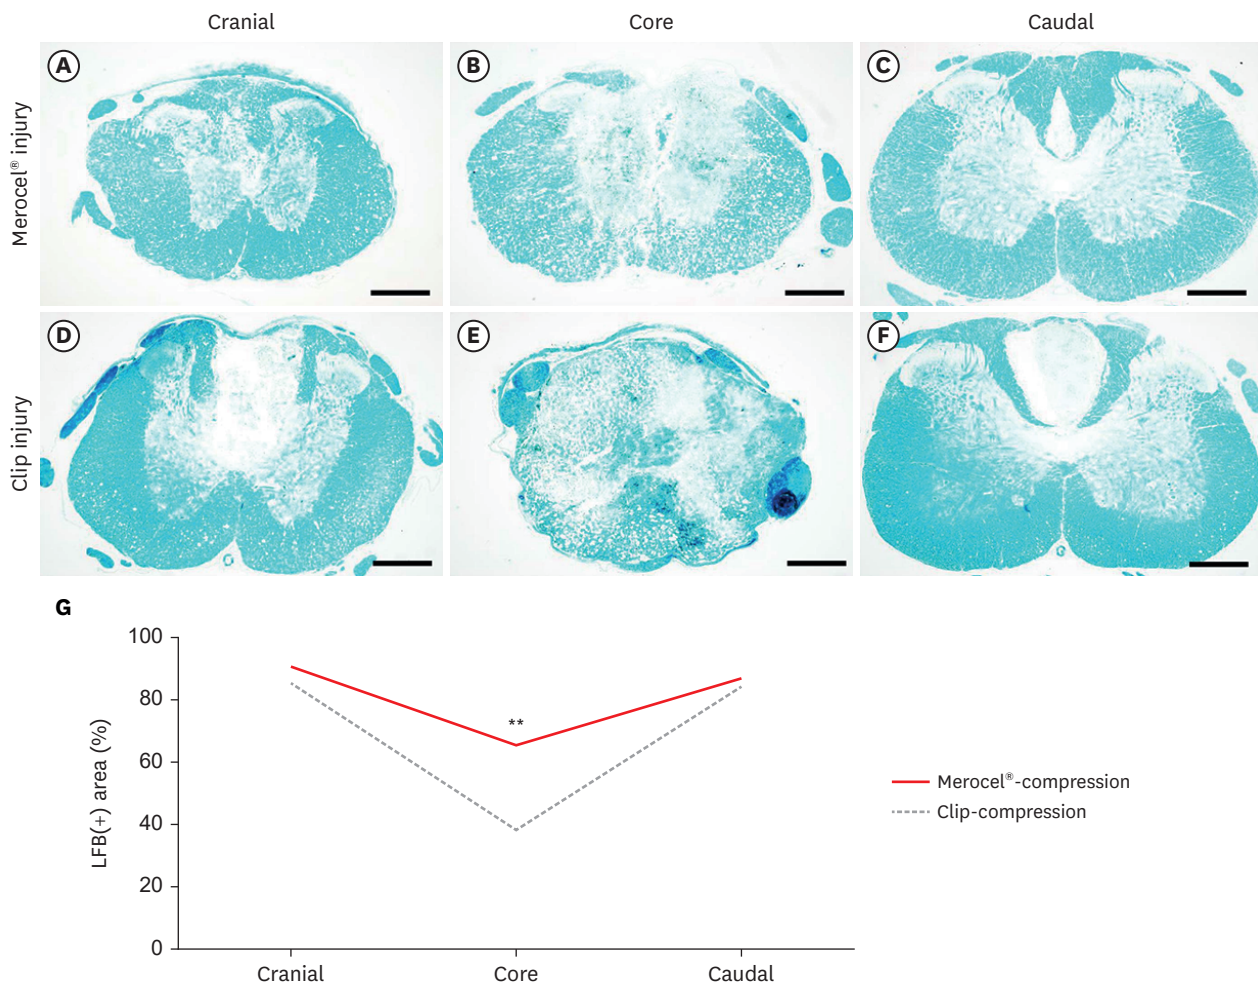 Cranial
Core
Caudal
Merocel® injury
A
B
C
Clip injury
D
E
F
G
LFB(+) area (%)
100
80
60
40
20
0
**
Cranial
Core
Caudal
Merocel®-compression
Clip-compression